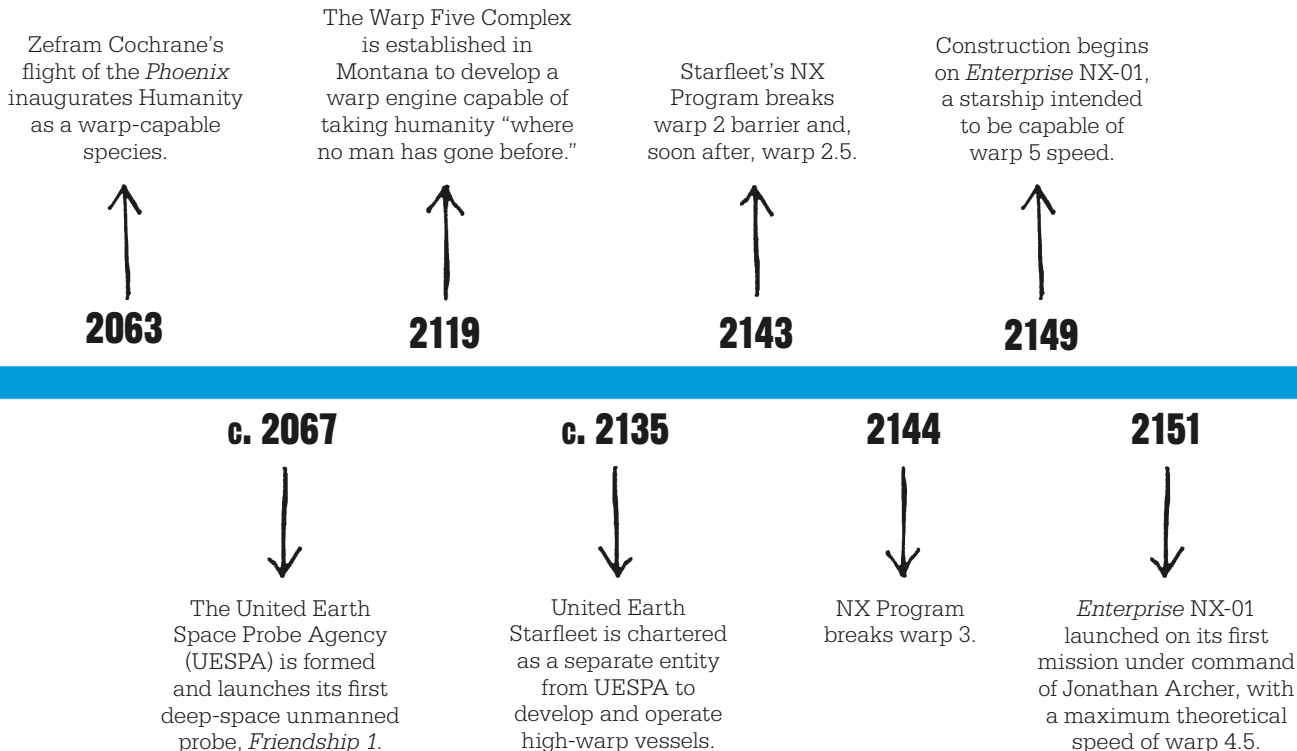 Zefram Cochrane’s
flight of the Phoenix
inaugurates Humanity
as a warp-capable
species.
2063
The Warp Five Complex
is established in
Montana to develop a
warp engine capable of
taking humanity “where
no man has gone before.”
2119
Starfleet’s NX
Program breaks
warp 2 barrier and,
soon after, warp 2.5.
2143
Construction begins
on Enterprise NX-01,
a starship intended
to be capable of
warp 5 speed.
2149
c. 2067
The United Earth
Space Probe Agency
(UESPA) is formed
and launches its first
deep-space unmanned
probe, Friendship 1.
c. 2135
United Earth
Starfleet is chartered
as a separate entity
from UESPA to
develop and operate
high-warp vessels.
2144
NX Program
breaks warp 3.
2151
Enterprise NX-01
launched on its first
mission under command
of Jonathan Archer, with
a maximum theoretical
speed of warp 4.5.